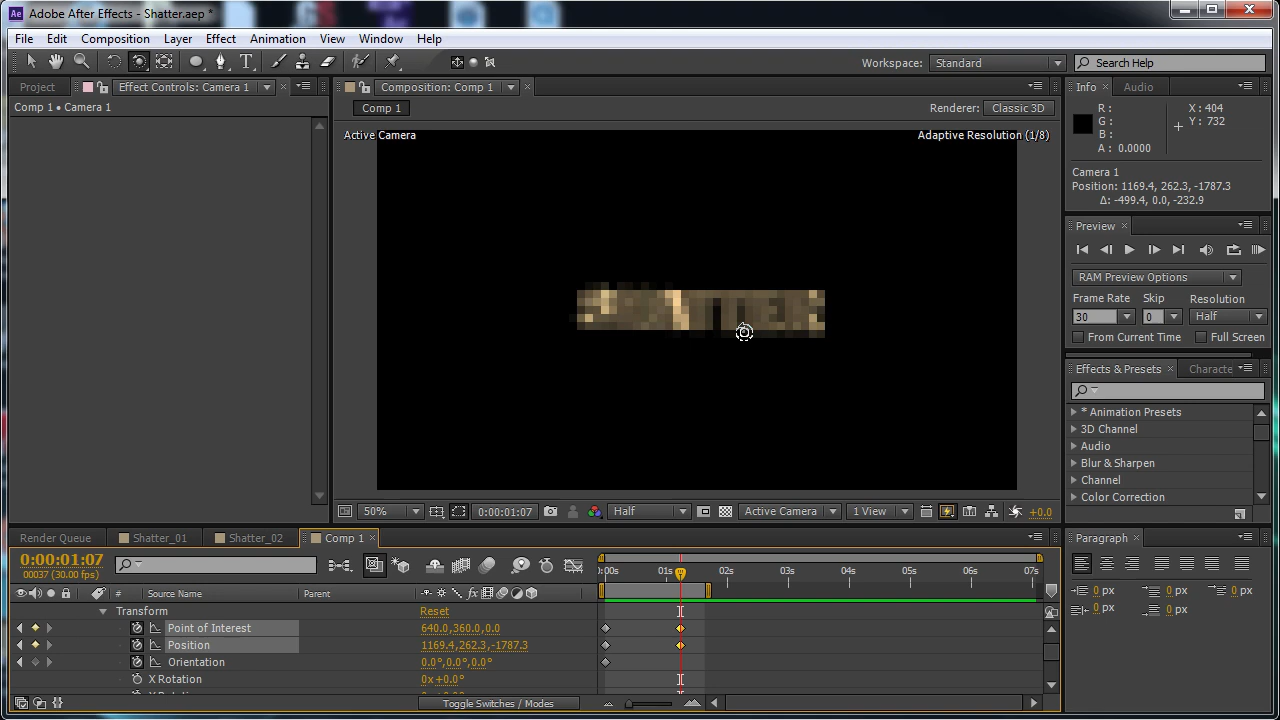 Adobe After Effects - Shatter.aep *
File Edit Composition Layer Effect Animation View Window Help
Workspace: Standard Search Help
Project Effect Controls: Camera 1 Composition: Comp 1 Info Audio
Comp 1 • Camera 1
Comp 1 Renderer: Classic 3D
Active Camera Adaptive Resolution (1/8)
R :
G :
B :
A : 0.0000
X : 404
Y : 732
Camera 1
Position: 1169.4, 262.3, -1787.3
Δ: -499.4, 0.0, -232.9
Preview
RAM Preview Options
Frame Rate Skip Resolution
30 0 Half
From Current Time Full Screen
Effects & Presets Characte
* Animation Presets
3D Channel
Audio
Blur & Sharpen
Channel
Color Correction
50% 0:00:01:07 Half Active Camera 1 View +0.0
Render Queue Shatter_01 Shatter_02 Comp 1
0:00:01:07
00037 (30.00 fps)
:00s 01s 02s 03s 04s 05s 06s 07s
# Source Name Parent
Transform Reset
Point of Interest 640.0,360.0,0.0
Position 1169.4,262.3,-1787.3
Orientation 0.0°,0.0°,0.0°
X Rotation 0x+0.0°
Toggle Switches / Modes
Paragraph
0 px 0 px 0 px
0 px 0 px